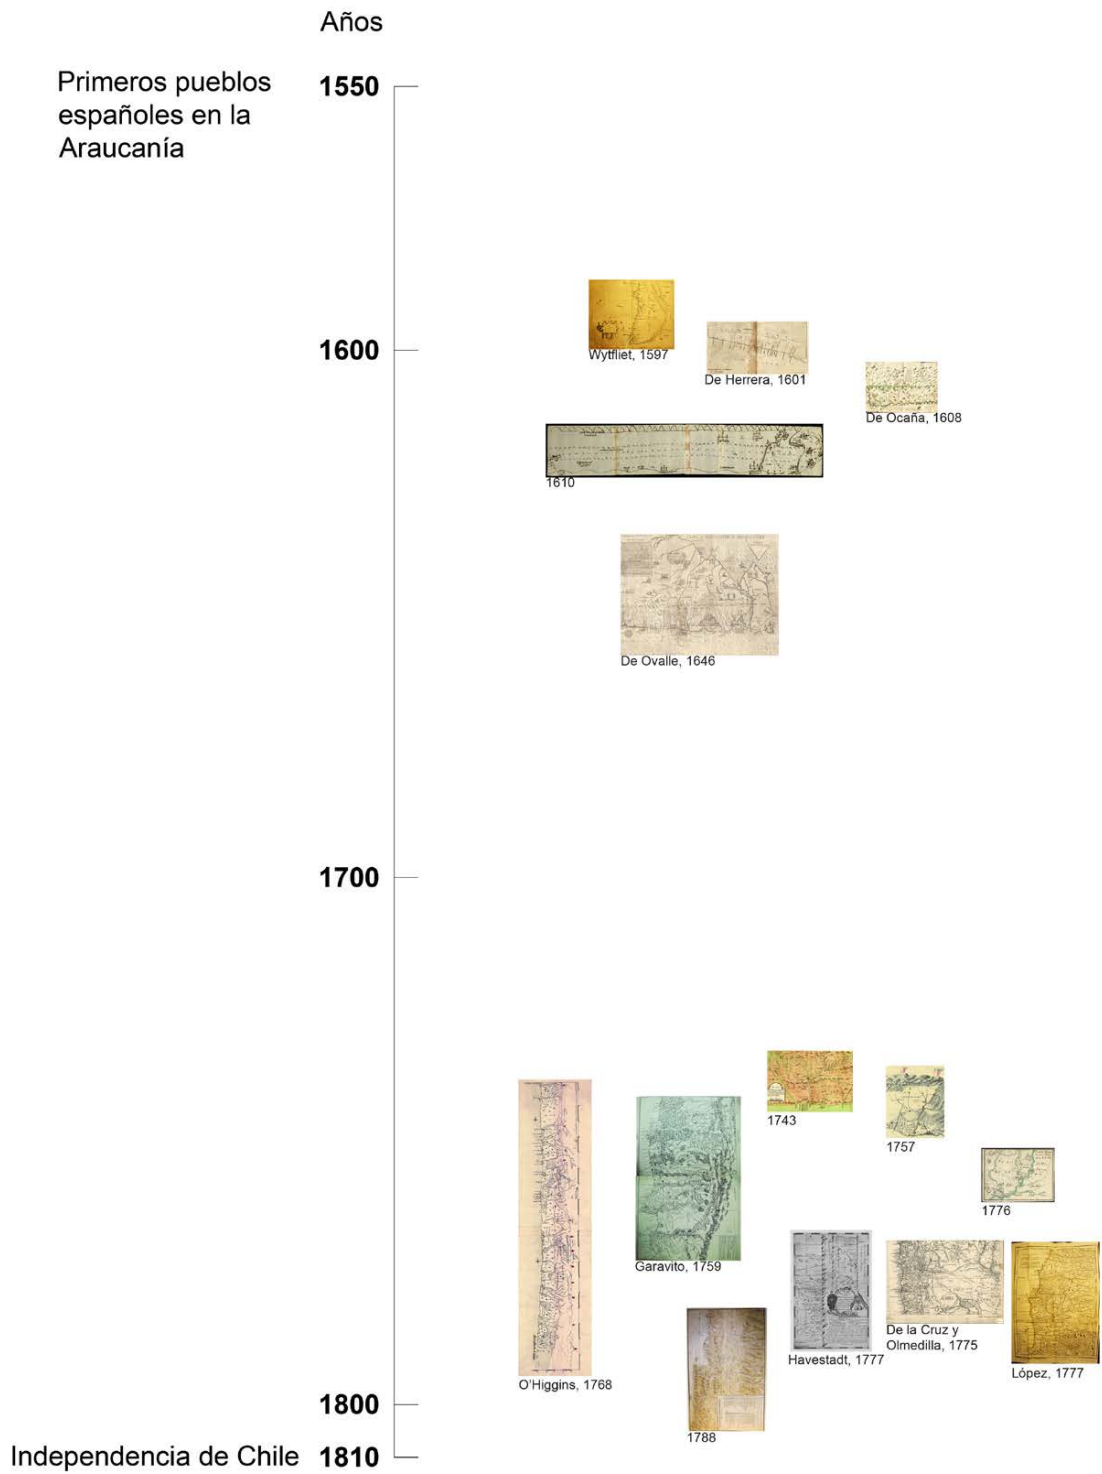 Años
Primeros pueblos
españoles en la
Araucanía
1550
1600
Wytfliet, 1597
De Herrera, 1601
De Ocaña, 1608
1610
De Ovalle, 1646
1700
1743
1757
1776
Garavito, 1759
O'Higgins, 1768
Havestadt, 1777
De la Cruz y
Olmedilla, 1775
López, 1777
1788
1800
Independencia de Chile 1810